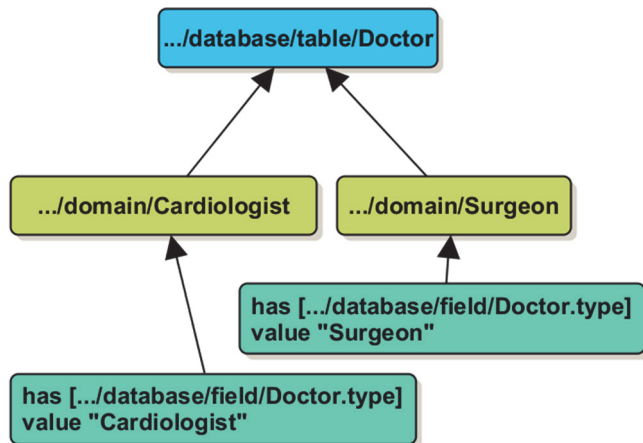 .../database/table/Doctor
.../domain/Cardiologist
.../domain/Surgeon
has [.../database/field/Doctor.type]
value "Surgeon"
has [.../database/field/Doctor.type]
value "Cardiologist"